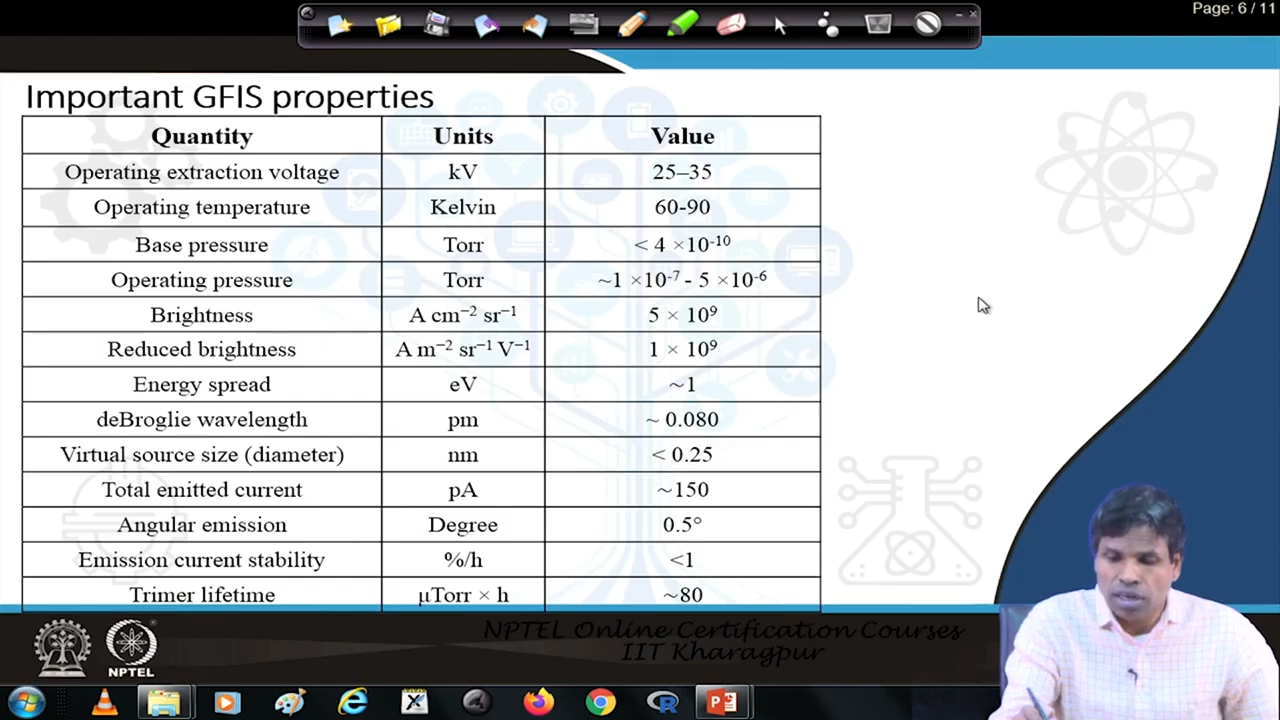 Page: 6 / 11
Important GFIS properties
Quantity Units Value
Operating extraction voltage kV 25–35
Operating temperature Kelvin 60-90
Base pressure Torr < 4 ×10⁻¹⁰
Operating pressure Torr ~1 ×10⁻⁷ - 5 ×10⁻⁶
Brightness A cm⁻² sr⁻¹ 5 × 10⁹
Reduced brightness A m⁻² sr⁻¹ V⁻¹ 1 × 10⁹
Energy spread eV ~1
deBroglie wavelength pm ~ 0.080
Virtual source size (diameter) nm < 0.25
Total emitted current pA ~150
Angular emission Degree 0.5°
Emission current stability %/h <1
Trimer lifetime μTorr × h ~80
NPTEL Online Certification Courses
IIT Kharagpur
NPTEL